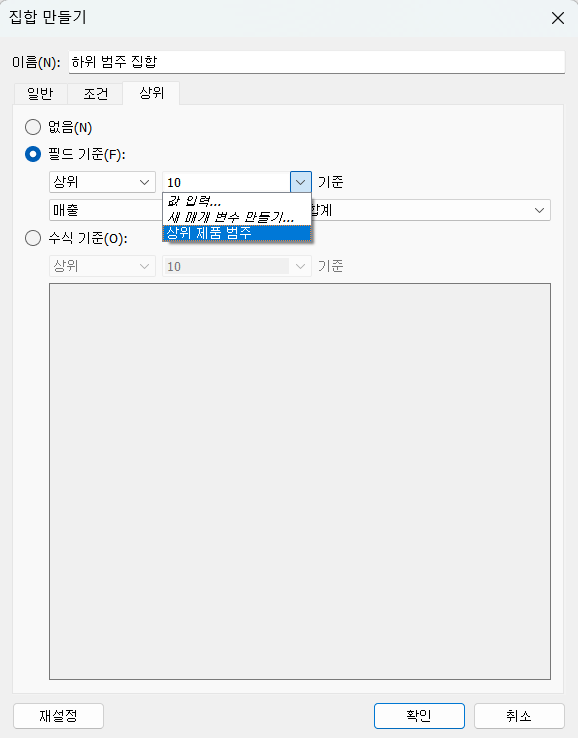 집합 만들기
이름(N): 하위 범주 집합
일반 조건 상위
없음(N)
필드 기준(F):
상위 10 기준
값 입력...
매출 합계
새 매개 변수 만들기...
상위 제품 범주
수식 기준(O):
상위 10 기준
재설정 확인 취소